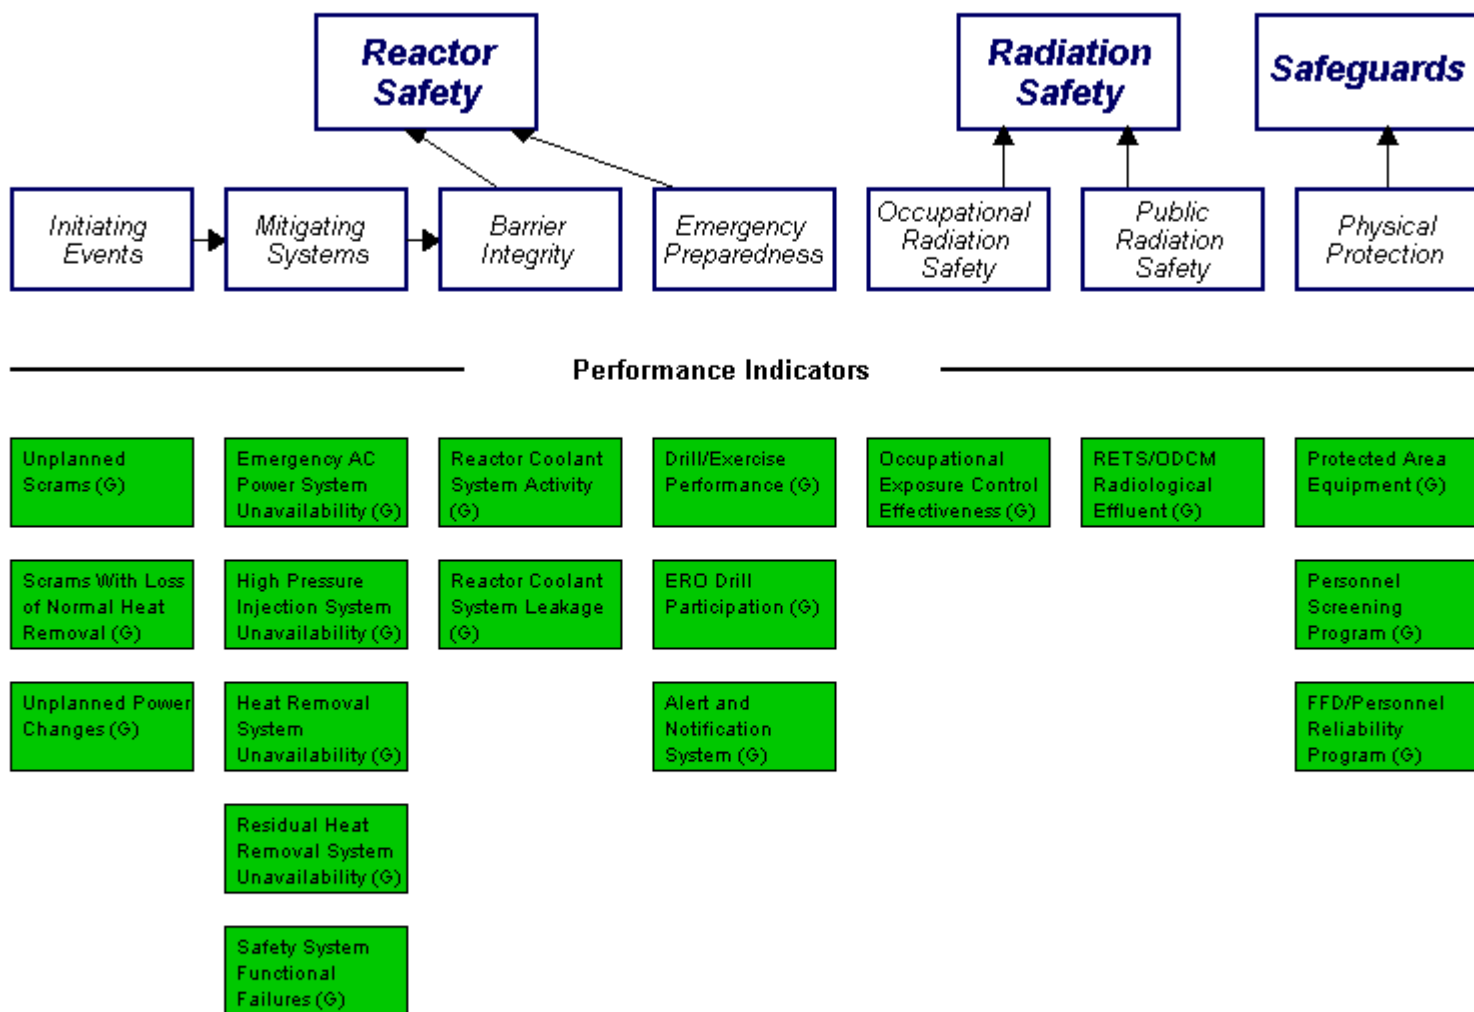 Reactor
Safety
Radiation
Safety
Safeguards
Initiating
Events
Mitigating
Systems
Barrier
Integrity
Emergency
Preparedness
Occupational
Radiation
Safety
Public
Radiation
Safety
Physical
Protection
Performance Indicators
Unplanned
Scrams (G)
Emergency AC
Power System
Unavailability (G)
Reactor Coolant
System Activity
(G)
Drill/Exercise
Performance (G)
Occupational
Exposure Control
Effectiveness (G)
RETS/ODCM
Radiological
Effluent (G)
Protected Area
Equipment (G)
Scrams With Loss
of Normal Heat
Removal (G)
High Pressure
Injection System
Unavailability (G)
Reactor Coolant
System Leakage
(G)
ERO Drill
Participation (G)
Personnel
Screening
Program (G)
Unplanned Power
Changes (G)
Heat Removal
System
Unavailability (G)
Alert and
Notification
System (G)
FFD/Personnel
Reliability
Program (G)
Residual Heat
Removal System
Unavailability (G)
Safety System
Functional
Failures (G)